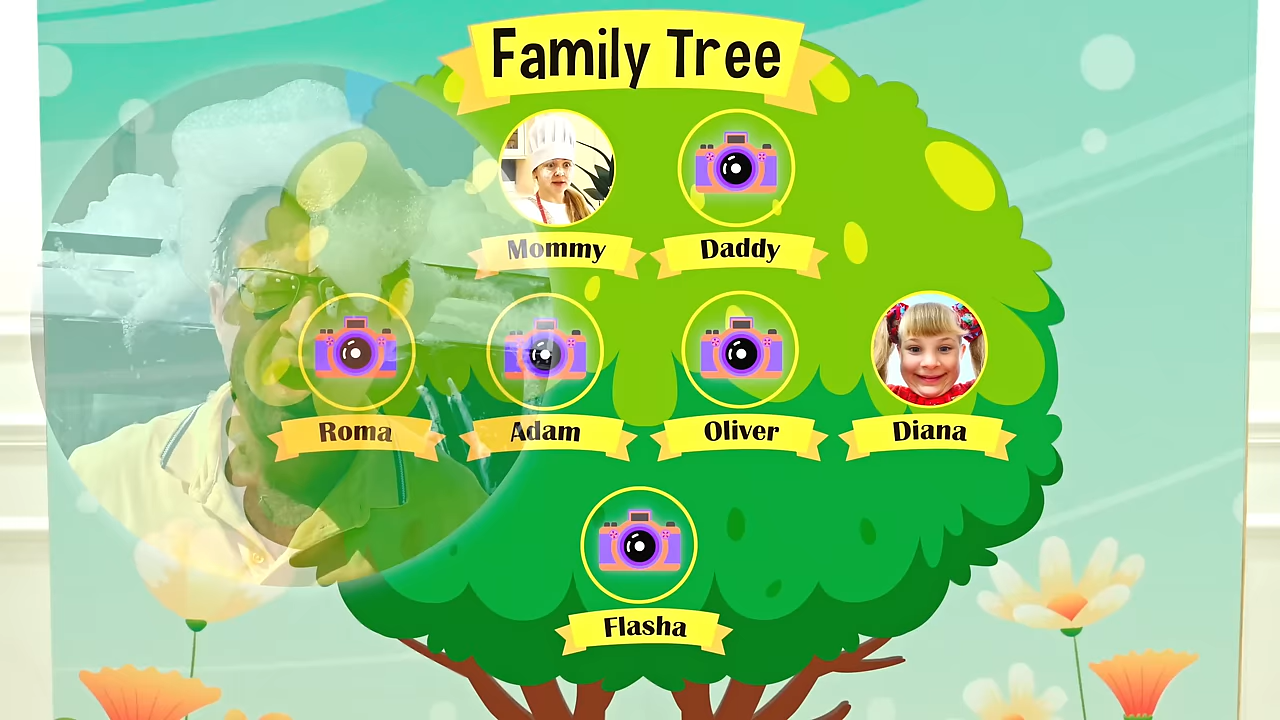 Family Tree
Mommy
Daddy
Roma
Adam
Oliver
Diana
Flasha